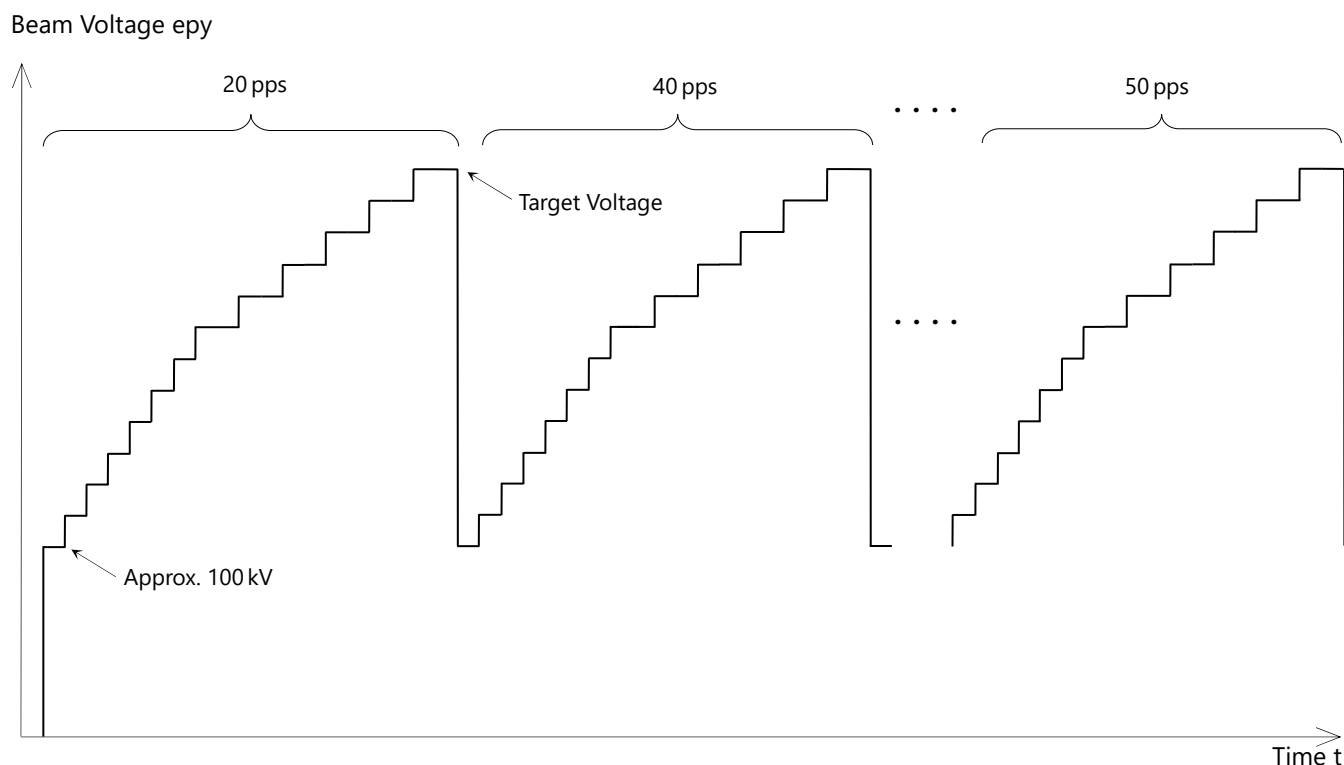 Beam Voltage epy
20 pps
40 pps
50 pps
Target Voltage
Approx. 100 kV
Time t